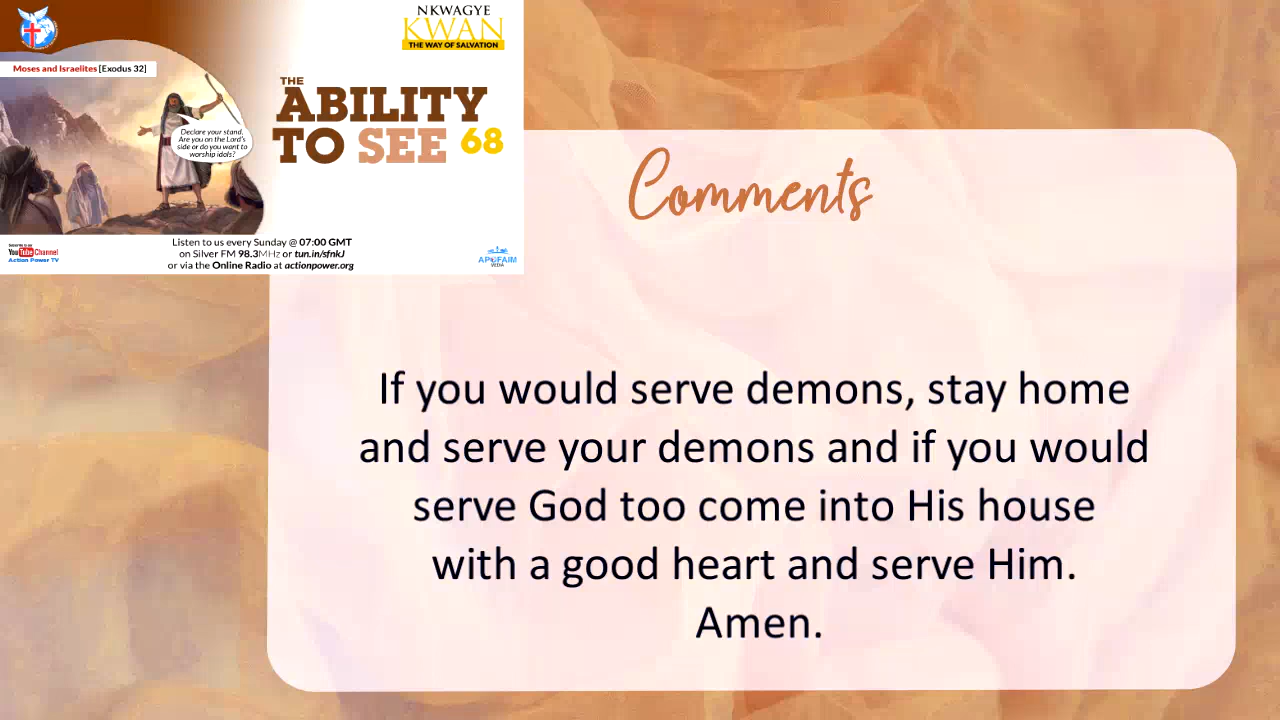 NKWAGYE
KWAN
THE WAY OF SALVATION
Moses and Israelites [Exodus 32]
THE
ABILITY
TO SEE 68
Declare your stand.
Are you on the Lord's
side or do you want to
worship idols?
Listen to us every Sunday @ 07:00 GMT
on Silver FM 98.3MHz or tun.in/sfnkJ
or via the Online Radio at actionpower.org
YouTube Channel
Action Power TV
APOFAIM
MEDIA
Comments
If you would serve demons, stay home
and serve your demons and if you would
serve God too come into His house
with a good heart and serve Him.
Amen.